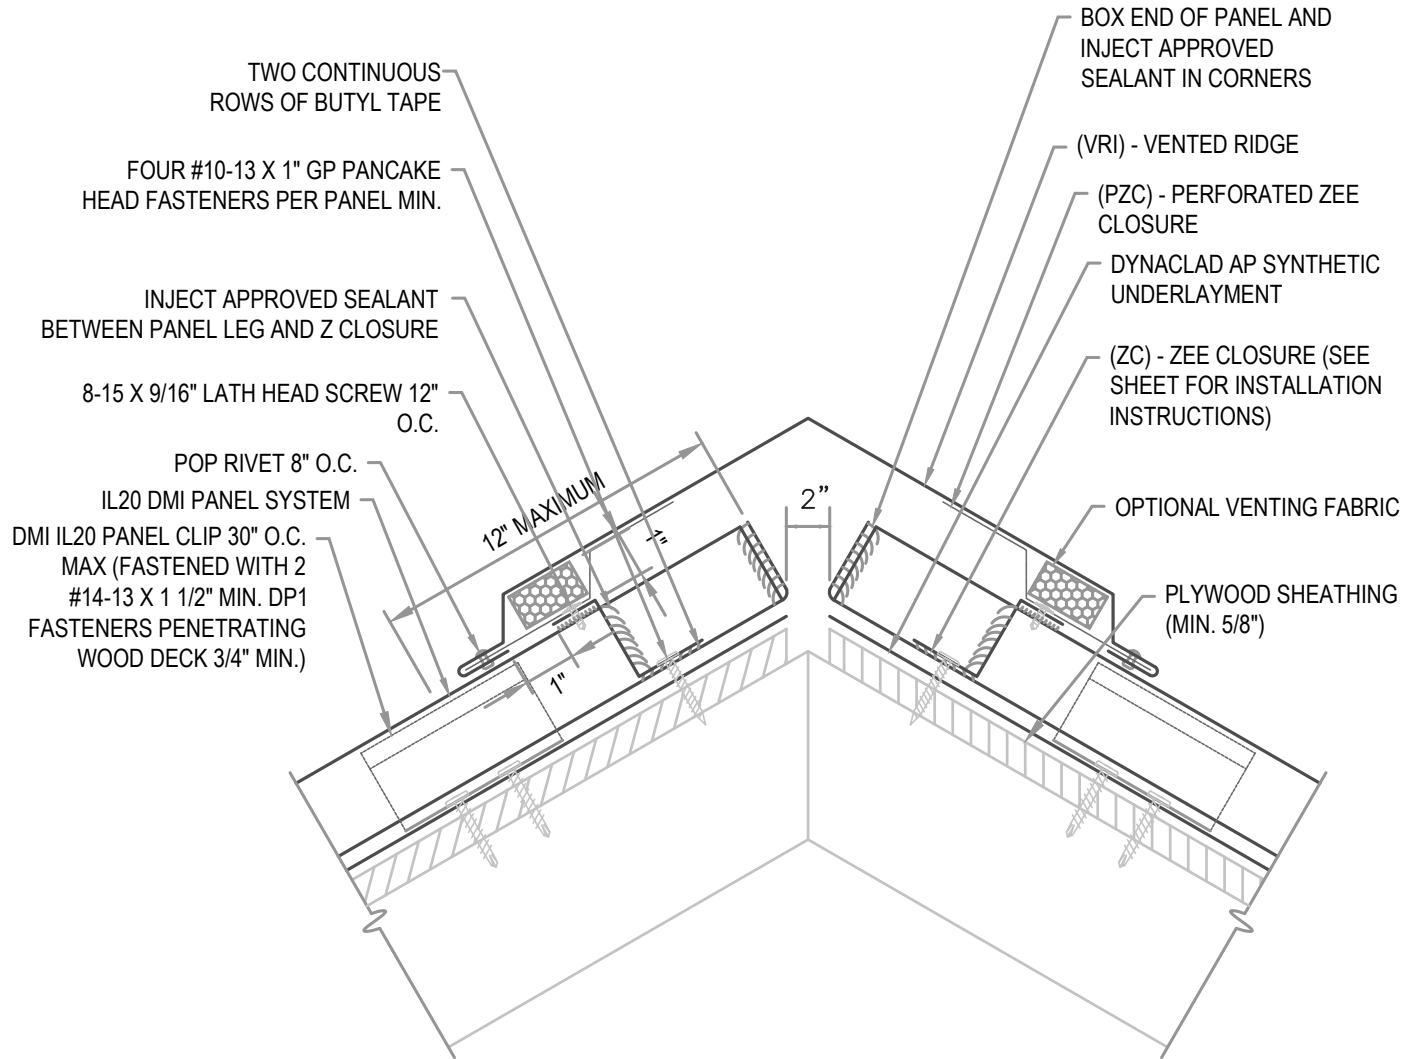 TWO CONTINUOUS
ROWS OF BUTYL TAPE
FOUR #10-13 X 1" GP PANCAKE
HEAD FASTENERS PER PANEL MIN.
INJECT APPROVED SEALANT
BETWEEN PANEL LEG AND Z CLOSURE
8-15 X 9/16" LATH HEAD SCREW 12"
O.C.
POP RIVET 8" O.C.
IL20 DMI PANEL SYSTEM
DMI IL20 PANEL CLIP 30" O.C.
MAX (FASTENED WITH 2
#14-13 X 1 1/2" MIN. DP1
FASTENERS PENETRATING
WOOD DECK 3/4" MIN.)
12" MAXIMUM
1"
1"
2”
BOX END OF PANEL AND
INJECT APPROVED
SEALANT IN CORNERS
(VRI) - VENTED RIDGE
(PZC) - PERFORATED ZEE
CLOSURE
DYNACLAD AP SYNTHETIC
UNDERLAYMENT
(ZC) - ZEE CLOSURE (SEE
SHEET FOR INSTALLATION
INSTRUCTIONS)
OPTIONAL VENTING FABRIC
PLYWOOD SHEATHING
(MIN. 5/8")